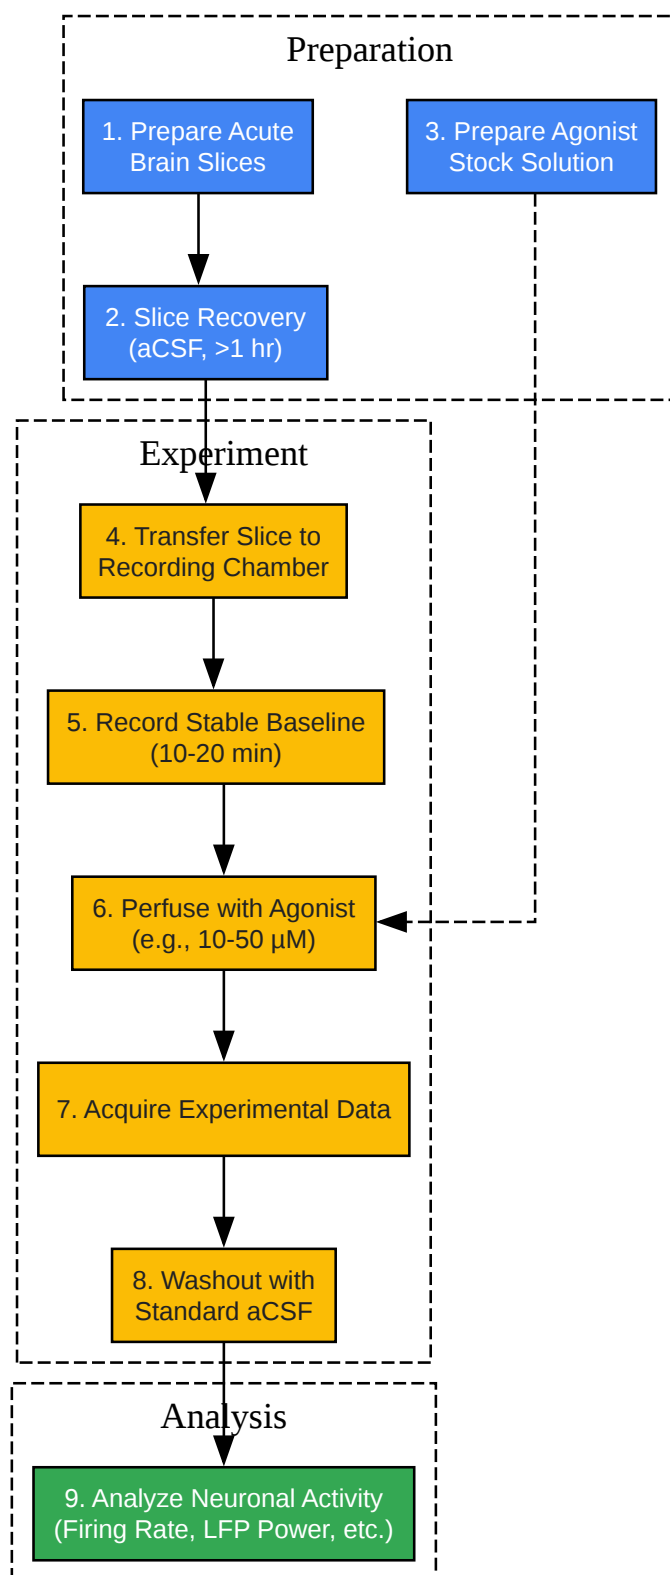 Preparation
1. Prepare Acute
Brain Slices
3. Prepare Agonist
Stock Solution
2. Slice Recovery
(aCSF, >1 hr)
Experiment
4. Transfer Slice to
Recording Chamber
5. Record Stable Baseline
(10-20 min)
6. Perfuse with Agonist
(e.g., 10-50 µM)
7. Acquire Experimental Data
8. Washout with
Standard aCSF
Analysis
9. Analyze Neuronal Activity
(Firing Rate, LFP Power, etc.)